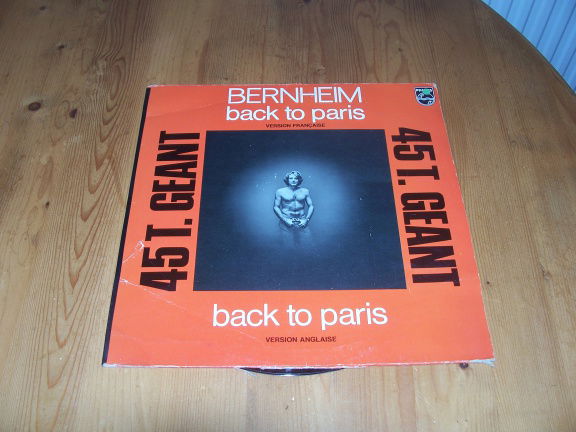 BERNHEIM
back to paris
VERSION FRANÇAISE
45 T. GEANT
45 T. GEANT
back to paris
VERSION ANGLAISE